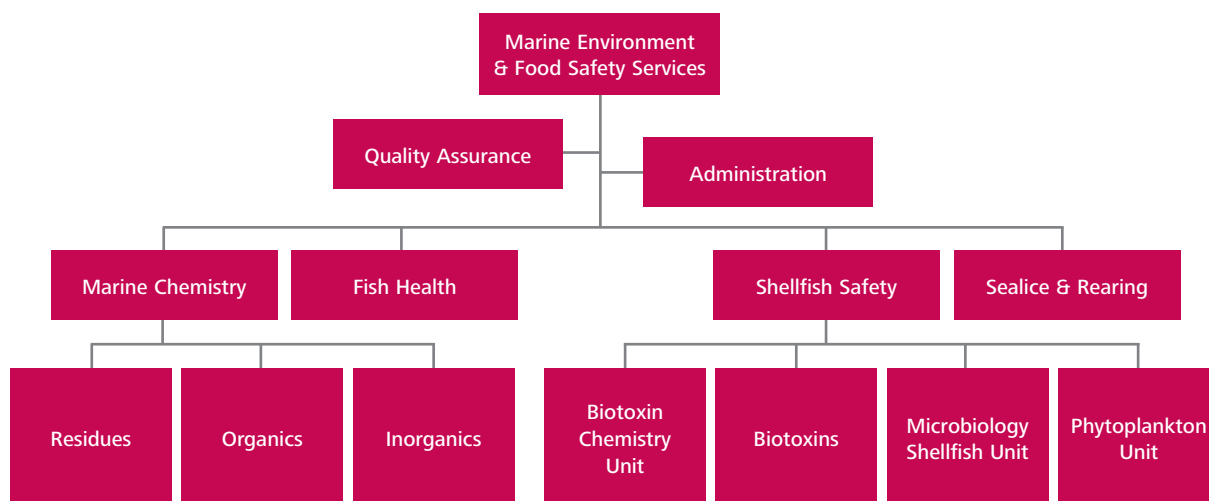 Marine Environment
& Food Safety Services
Quality Assurance
Administration
Marine Chemistry
Fish Health
Shellfish Safety
Sealice & Rearing
Residues
Organics
Inorganics
Biotoxin
Chemistry
Unit
Biotoxins
Microbiology
Shellfish Unit
Phytoplankton
Unit